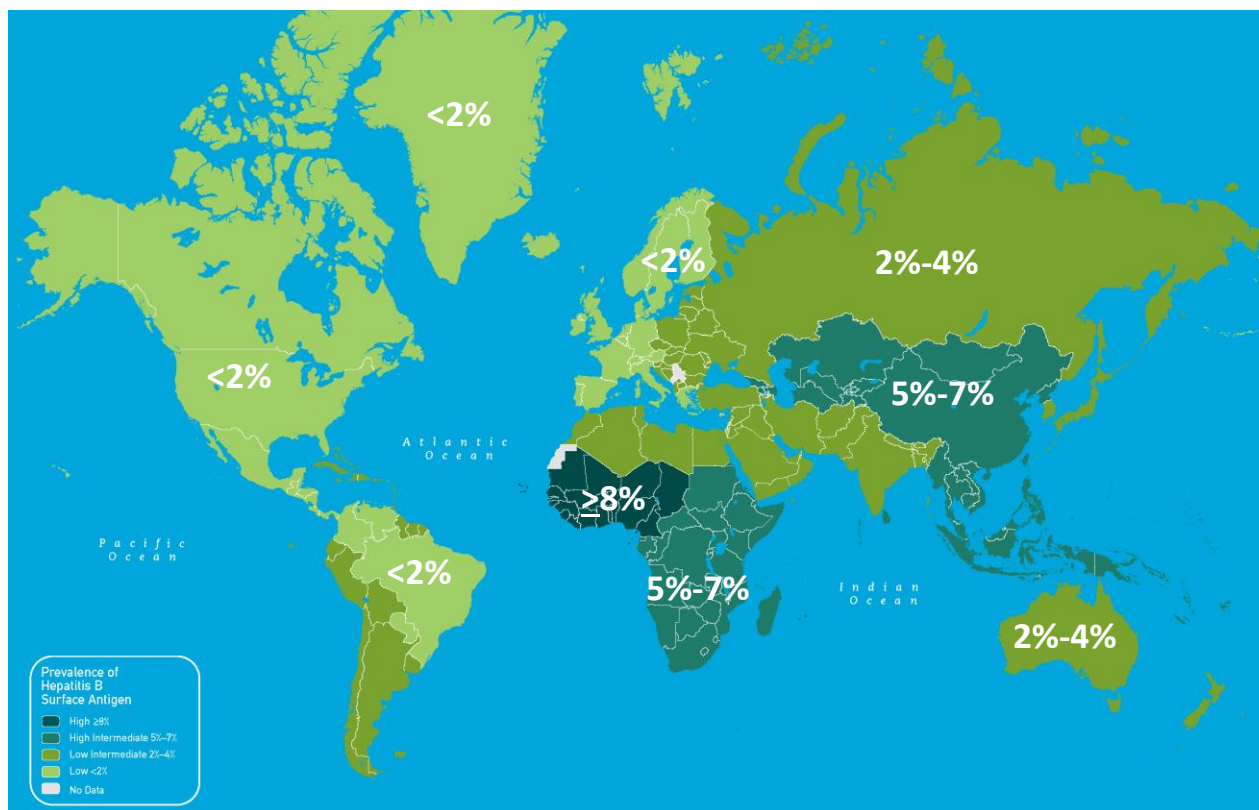 <2%
<2%
2%-4%
<2%
5%-7%
Atlantic
Ocean
≥8%
Pacific
Ocean
<2%
5%-7%
Indian
Ocean
2%-4%
Prevalence of
Hepatitis B
Surface Antigen
High ≥8%
High Intermediate 5%–7%
Low Intermediate 2%–4%
Low <2%
No Data